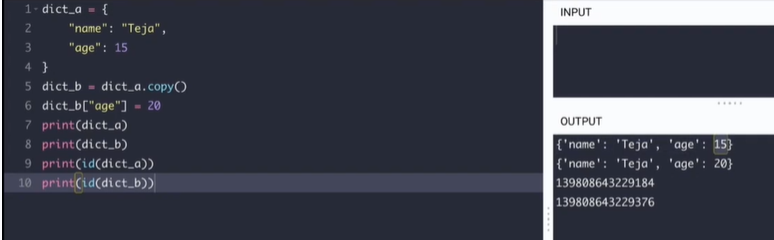 1 dict_a = {
2 "name": "Teja",
3 "age": 15
4 }
5 dict_b = dict_a.copy()
6 dict_b["age"] = 20
7 print(dict_a)
8 print(dict_b)
9 print(id(dict_a))
10 print(id(dict_b))
INPUT
OUTPUT
{'name': 'Teja', 'age': 15}
{'name': 'Teja', 'age': 20}
139808643229184
139808643229376